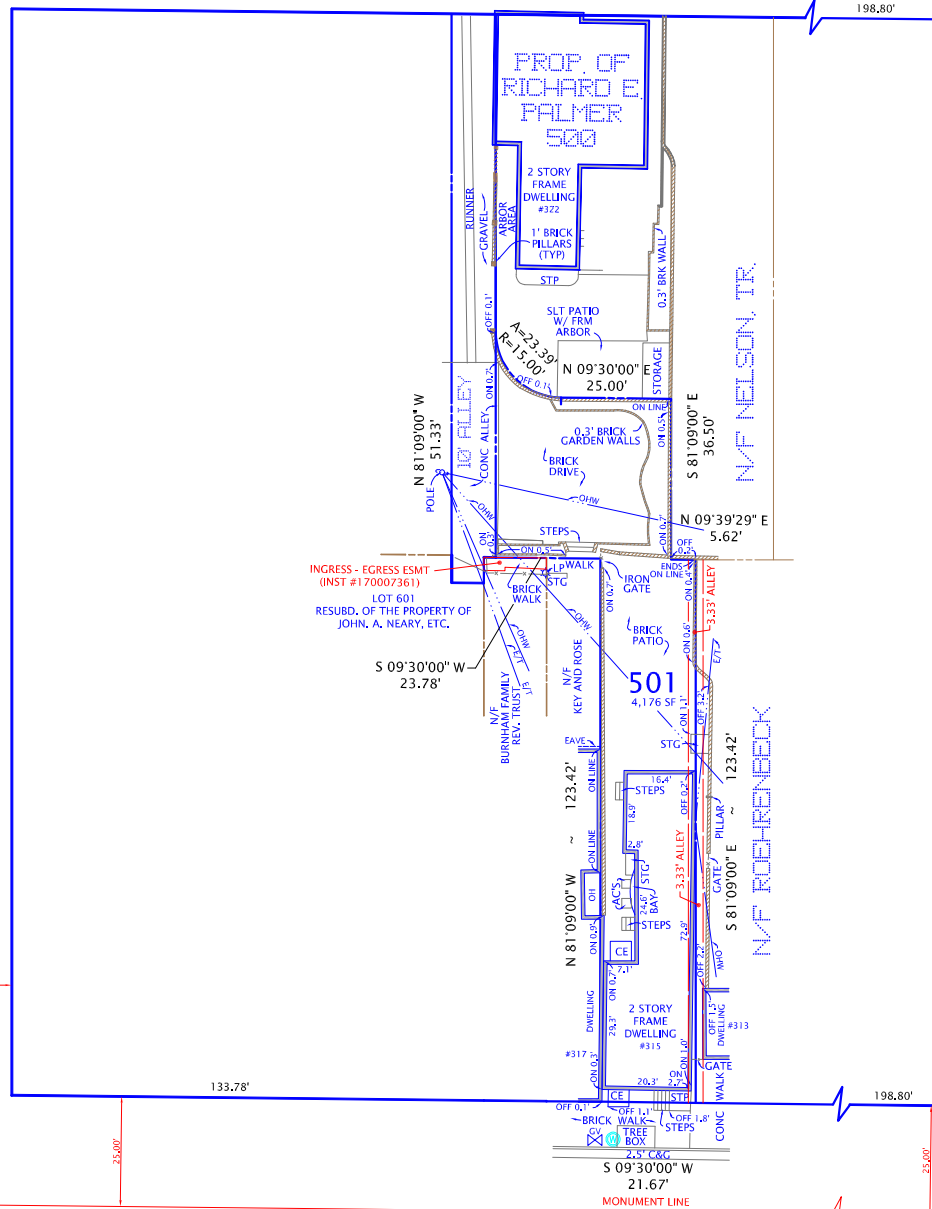 198.80'
PROP. OF
RICHARD E.
PALMER
500
2 STORY
FRAME
DWELLING
#372
RUNNER
GRAVEL
ARBOR
AREA
1' BRICK
PILLARS
(TYP)
0.3' BRK WALL
STP
SLT PATIO
W/ FRM
ARBOR
OFF 0.1'
A=23.39'
R=15.00'
N 09°30'00" E
25.00'
STORAGE
N/F NELSON, TR.
OFF 0.1'
ON 0.7'
ON LINE
ON 0.5'
0.3' BRICK
GARDEN WALLS
S 81°09'00" E
36.50'
N 81°09'00" W
51.33'
10' ALLEY
CONC ALLEY
BRICK
DRIVE
POLE
OHW
OHW
N 09°39'29" E
5.62'
STEPS
ON 0.3'
ON 0.5'
ON 0.7'
OFF
0.2'
INGRESS - EGRESS ESMT
(INST #170007361)
LOT 601
RESUBD. OF THE PROPERTY OF
JOHN. A. NEARY, ETC.
LP
WALK
STG
BRICK
WALK
IRON
GATE
ENDS
ON LINE
ON 0.4'
3.33' ALLEY
ON 0.7'
OHW
OHW
E/T
E/T
BRICK
PATIO
ON 0.6'
E/T
S 09°30'00" W
23.78'
N/F
BURNHAM FAMILY
REV. TRUST
N/F
KEY AND ROSE
501
4,176 SF
ON 1.1'
OFF 3.2'
STG
EAVE
ON LINE
N 81°09'00" W ~ 123.42'
16.4'
OFF 0.2'
STEPS
18.9'
2.8'
PILLAR
S 81°09'00" E ~ 123.42'
N/F ROEHRENBECK
ON LINE
STG
3.33' ALLEY
GATE
OH
AC'S
24.6'
BAY
STEPS
72.9'
ON 0.9'
CE
7.1'
OHW
OFF 2.2'
ON 0.7'
DWELLING
#317
29.3'
2 STORY
FRAME
DWELLING
#315
OFF 1.5'
DWELLING
#313
ON 0.3'
ON 1.0'
GATE
20.3'
ON
2.7'
133.78'
198.80'
CE
STP
OFF 0.1'
OFF 1.1'
OFF 1.8'
BRICK WALK
STEPS
CONC WALK
GV
W
TREE
BOX
2.5' C&G
25.00'
25.00'
S 09°30'00" W
21.67'
MONUMENT LINE